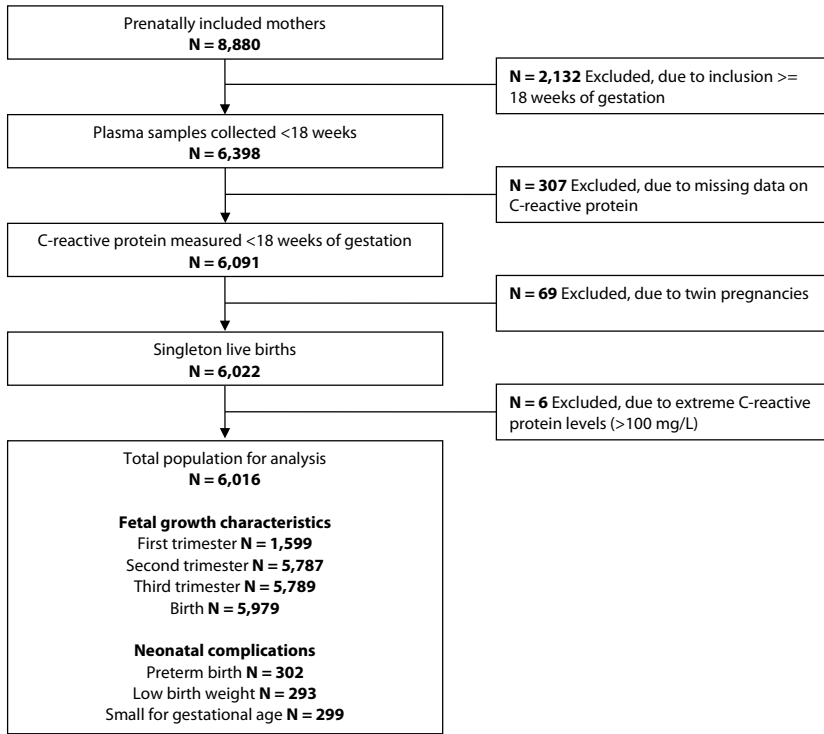 Prenatally included mothers
N = 8,880
N = 2,132 Excluded, due to inclusion >=
18 weeks of gestation
Plasma samples collected <18 weeks
N = 6,398
N = 307 Excluded, due to missing data on
C-reactive protein
C-reactive protein measured <18 weeks of gestation
N = 6,091
N = 69 Excluded, due to twin pregnancies
Singleton live births
N = 6,022
N = 6 Excluded, due to extreme C-reactive
protein levels (>100 mg/L)
Total population for analysis
N = 6,016
Fetal growth characteristics
First trimester N = 1,599
Second trimester N = 5,787
Third trimester N = 5,789
Birth N = 5,979
Neonatal complications
Preterm birth N = 302
Low birth weight N = 293
Small for gestational age N = 299